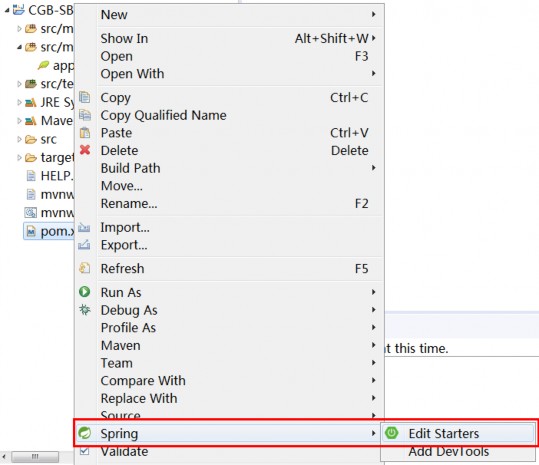 CGB-SB
src/m
src/m
app
src/te
JRE Sy
Mave
src
target
HELP.
mvnw
mvnw
pom.x
New
Show In Alt+Shift+W
Open F3
Open With
Copy Ctrl+C
Copy Qualified Name
Paste Ctrl+V
Delete Delete
Build Path
Move...
Rename... F2
Import...
Export...
Refresh F5
Run As
Debug As
Profile As
Maven
Team
Compare With
Replace With
Source
Spring
Validate
Edit Starters
Add DevTools
at this time.